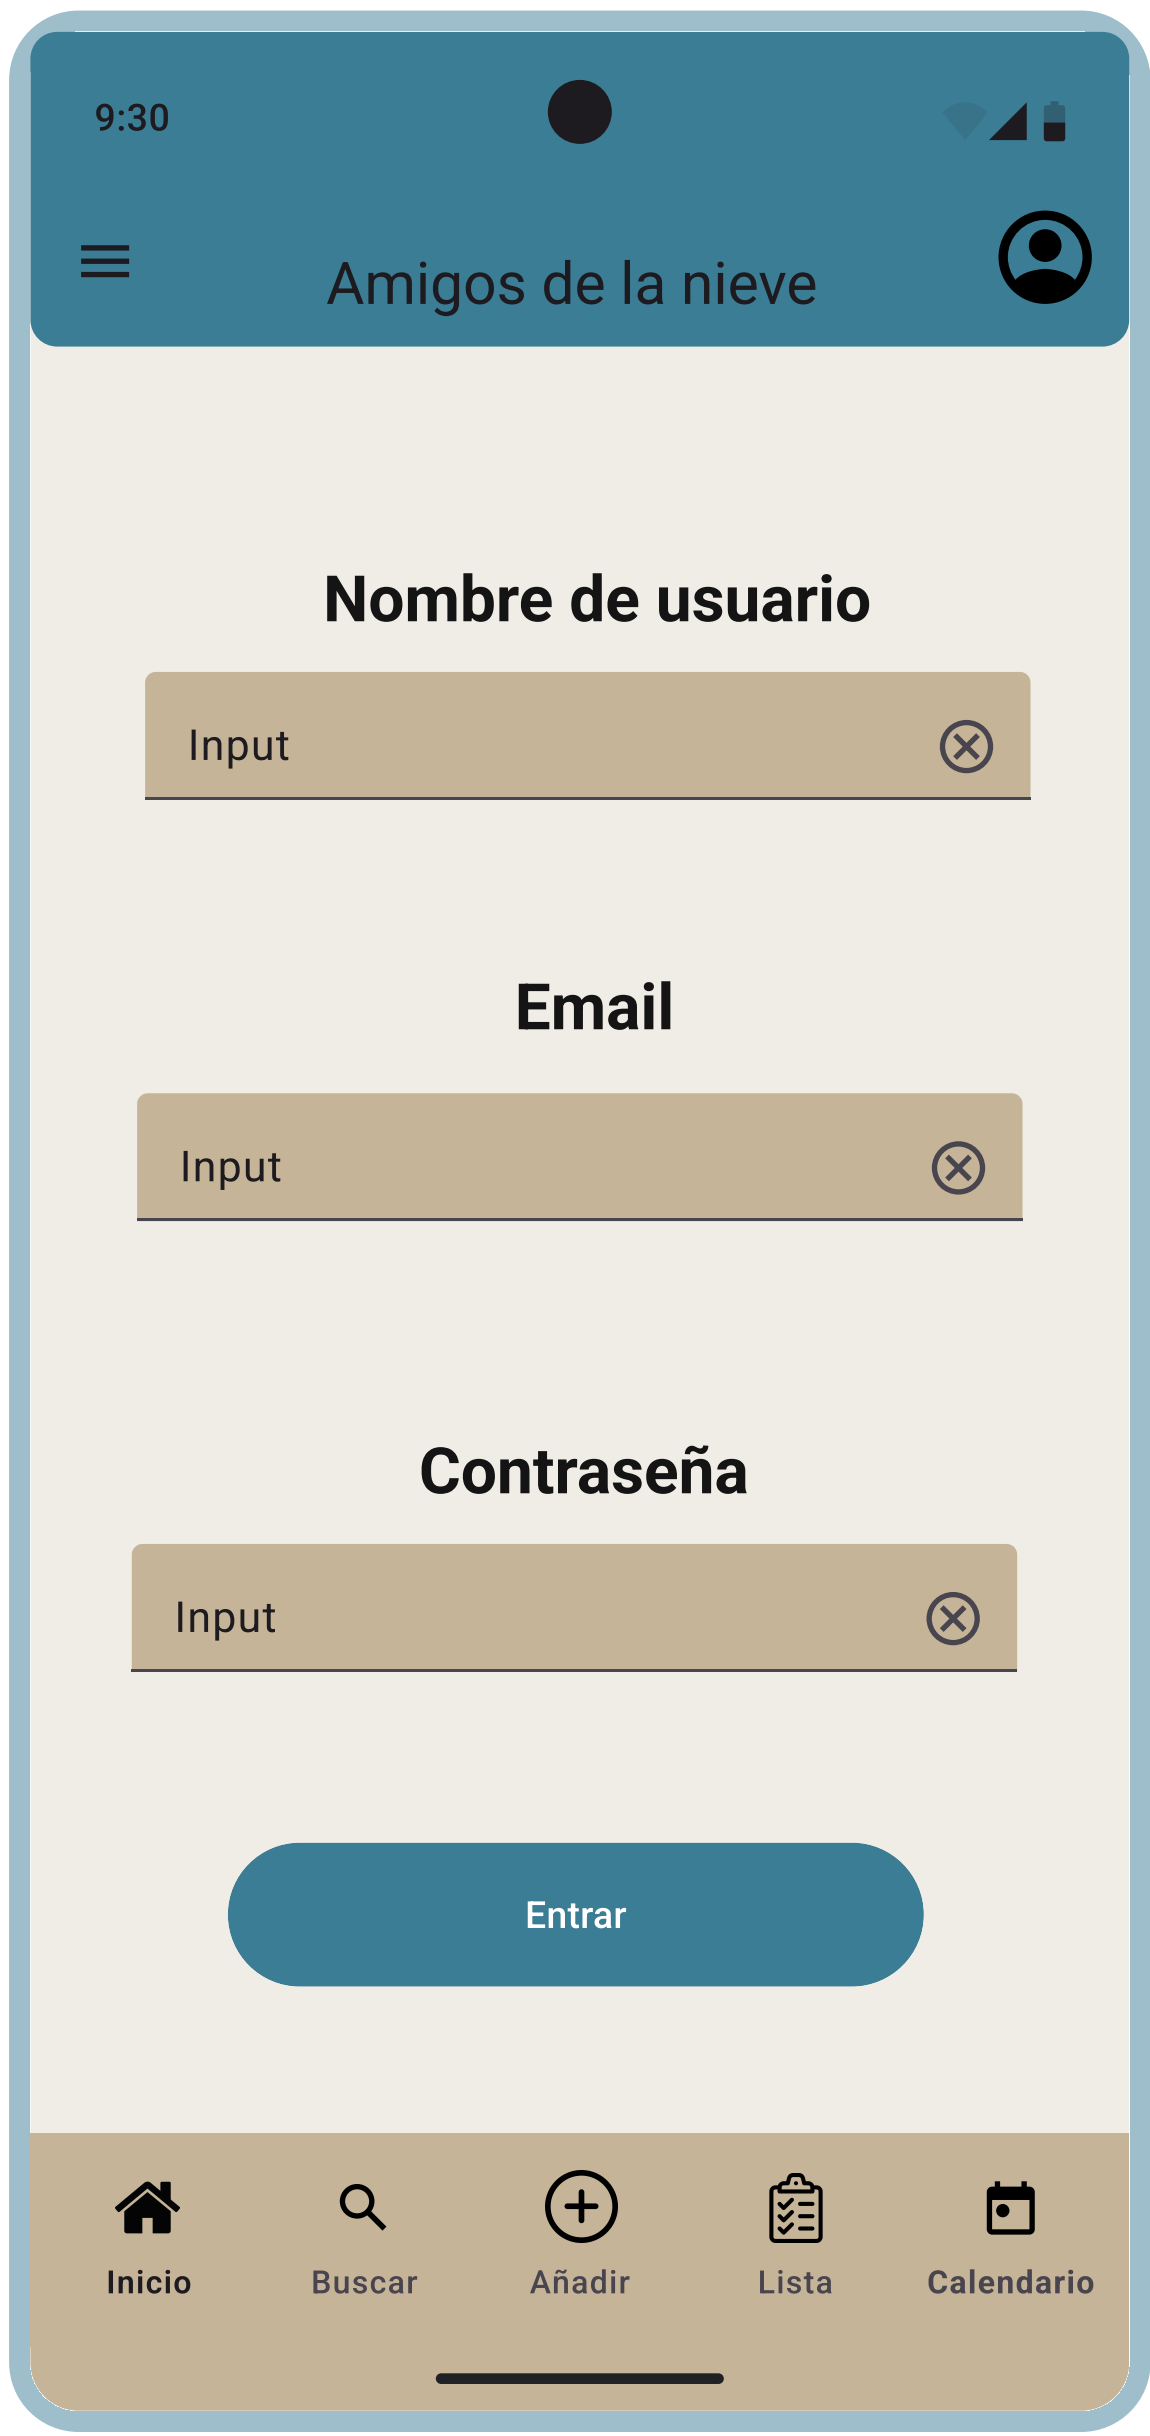 9:30
Amigos de la nieve
Nombre de usuario
Input
Email
Input
Contraseña
Input
Entrar
Inicio
Buscar
Añadir
Lista
Calendario